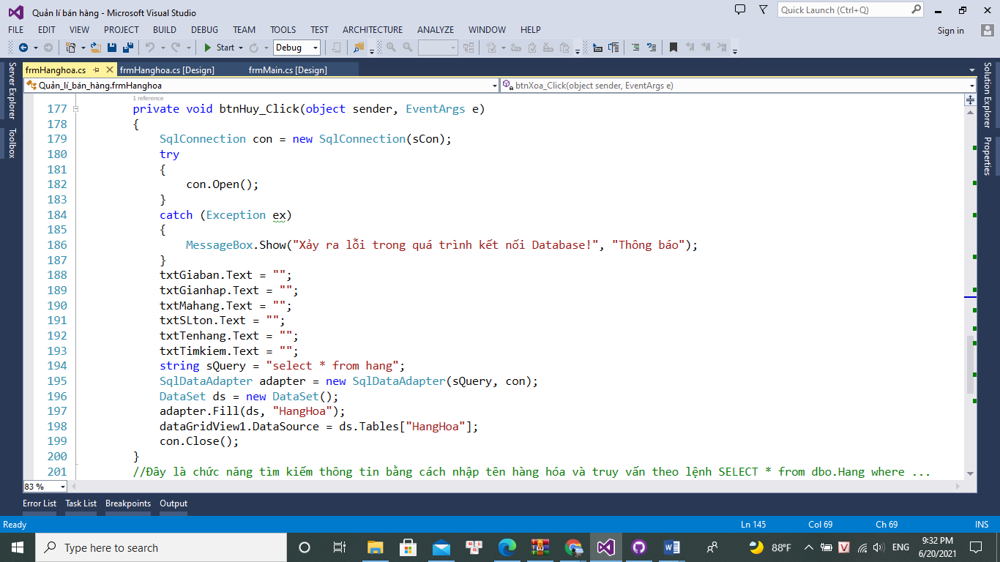 Quản lí bán hàng - Microsoft Visual Studio
Quick Launch (Ctrl+Q)
FILE EDIT VIEW PROJECT BUILD DEBUG TEAM TOOLS TEST ARCHITECTURE ANALYZE WINDOW HELP
Sign in
Start Debug
Server Explorer
Toolbox
Solution Explorer
Properties
frmHanghoa.cs frmHanghoa.cs [Design] frmMain.cs [Design]
Quản_lí_bán_hàng.frmHanghoa btnXoa_Click(object sender, EventArgs e)
1 reference
177 private void btnHuy_Click(object sender, EventArgs e)
178 {
179 SqlConnection con = new SqlConnection(sCon);
180 try
181 {
182 con.Open();
183 }
184 catch (Exception ex)
185 {
186 MessageBox.Show("Xảy ra lỗi trong quá trình kết nối Database!", "Thông báo");
187 }
188 txtGiaban.Text = "";
189 txtGianhap.Text = "";
190 txtMahang.Text = "";
191 txtSLton.Text = "";
192 txtTenhang.Text = "";
193 txtTimkiem.Text = "";
194 string sQuery = "select * from hang";
195 SqlDataAdapter adapter = new SqlDataAdapter(sQuery, con);
196 DataSet ds = new DataSet();
197 adapter.Fill(ds, "HangHoa");
198 dataGridView1.DataSource = ds.Tables["HangHoa"];
199 con.Close();
200 }
201 //Đây là chức năng tìm kiếm thông tin bằng cách nhập tên hàng hóa và truy vấn theo lệnh SELECT * from dbo.Hang where ...
83 %
Error List Task List Breakpoints Output
Ready Ln 145 Col 69 Ch 69 INS
Type here to search
88°F ENG 9:32 PM
6/20/2021